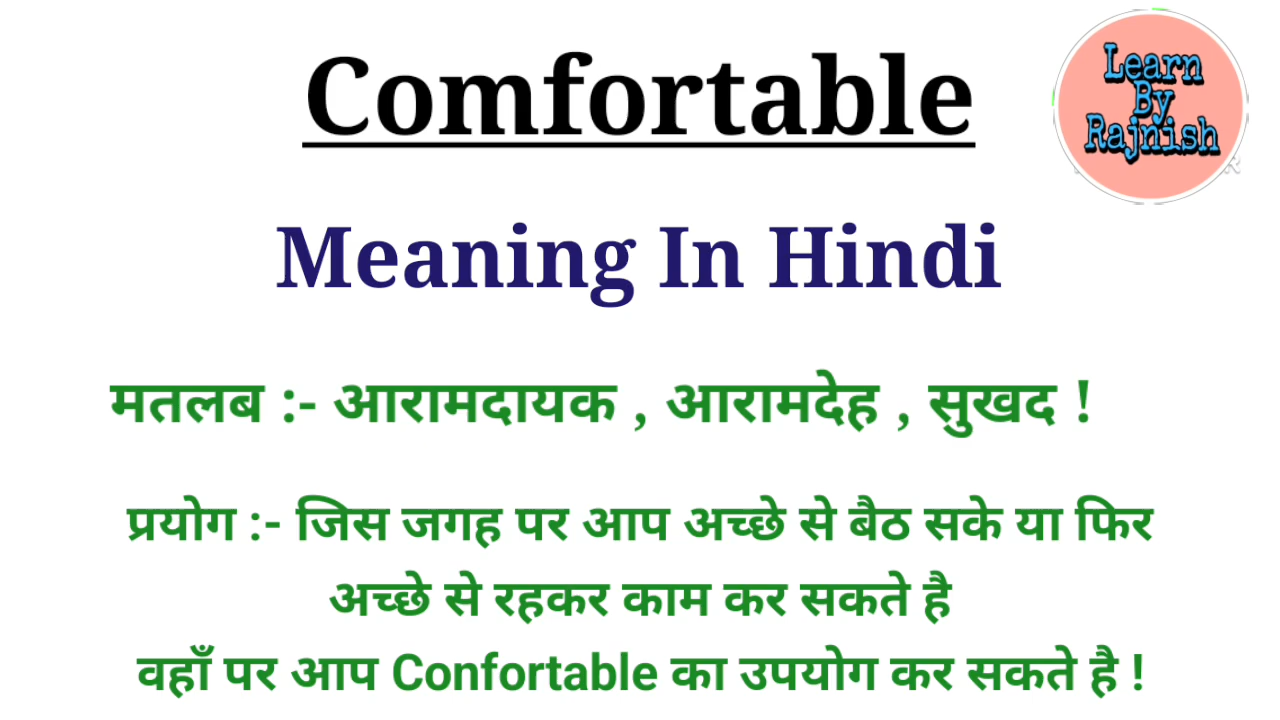 Comfortable
Learn
By
Rajnish
Meaning In Hindi
मतलब :- आरामदायक , आरामदेह , सुखद !
प्रयोग :- जिस जगह पर आप अच्छे से बैठ सके या फिर
अच्छे से रहकर काम कर सकते है
वहाँ पर आप Confortable का उपयोग कर सकते है !